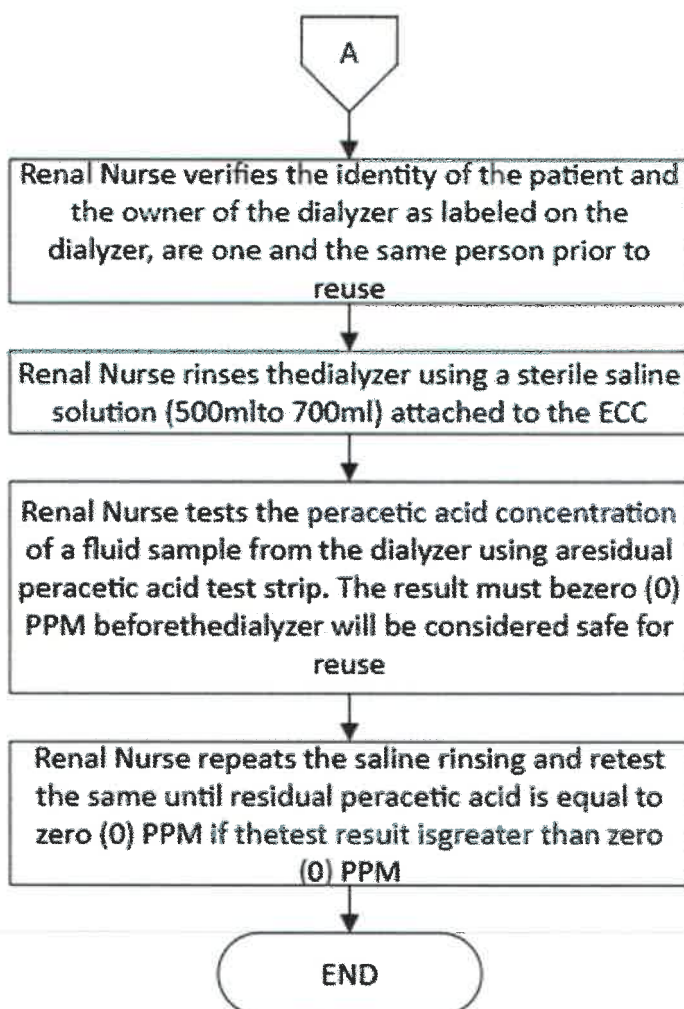 A
Renal Nurse verifies the identity of the patient and
the owner of the dialyzer as labeled on the
dialyzer, are one and the same person prior to
reuse
Renal Nurse rinses thedialyzer using a sterile saline
solution (500mlto 700ml) attached to the ECC
Renal Nurse tests the peracetic acid concentration
of a fluid sample from the dialyzer using aresidual
peracetic acid test strip. The result must bezero (0)
PPM beforethedialyzer will be considered safe for
reuse
Renal Nurse repeats the saline rinsing and retest
the same until residual peracetic acid is equal to
zero (0) PPM if thetest result isgreater than zero
(0) PPM
END